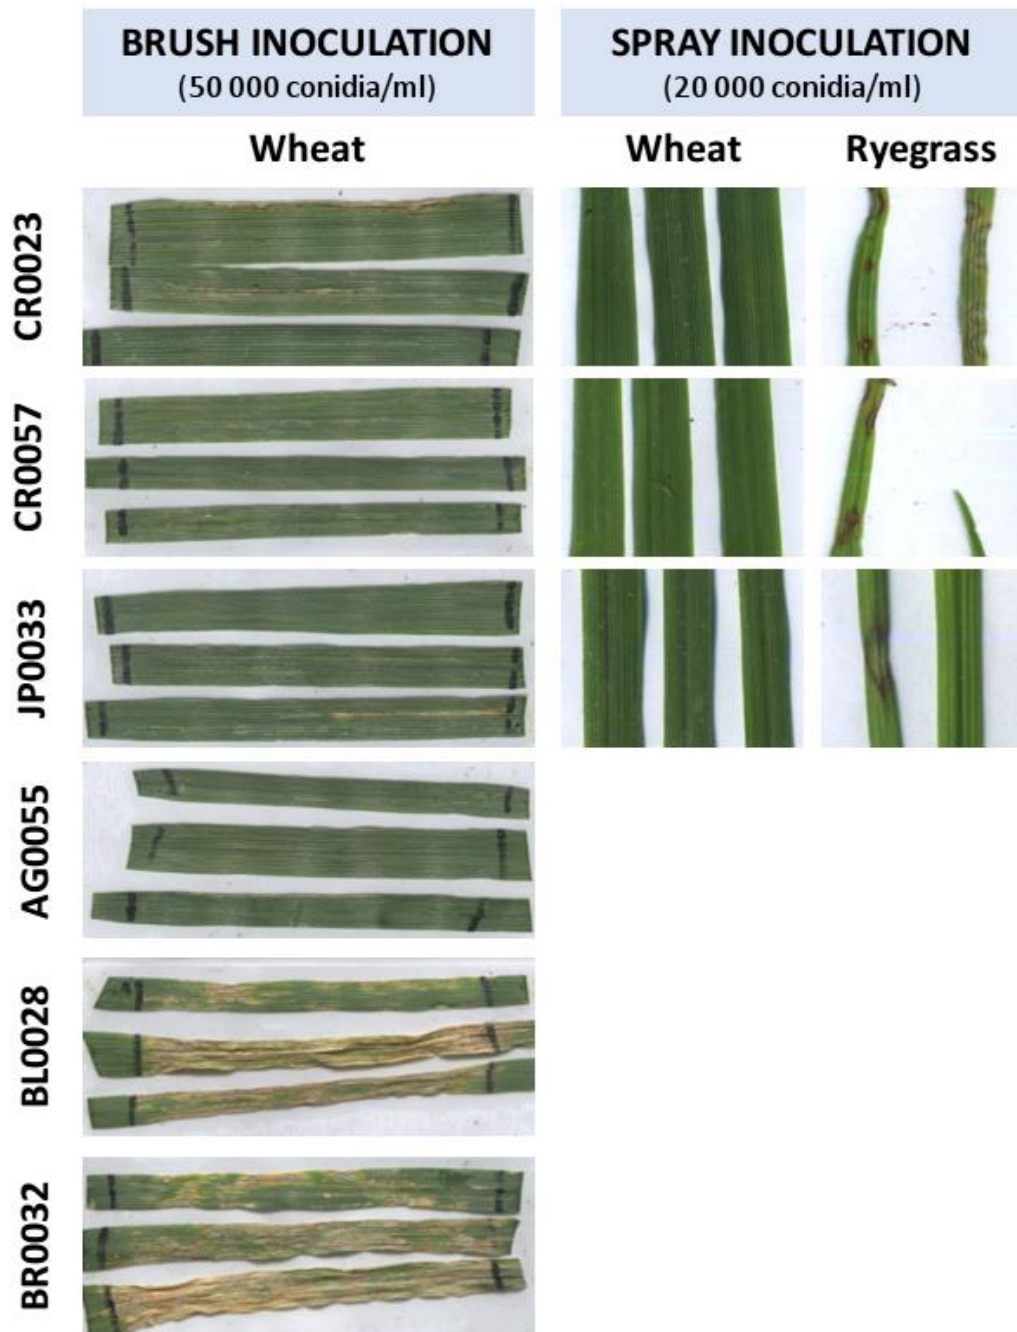 BRUSH INOCULATION
(50 000 conidia/ml)
SPRAY INOCULATION
(20 000 conidia/ml)
Wheat
Wheat
Ryegrass
CR0023
CR0057
JP0033
AG0055
BL0028
BR0032